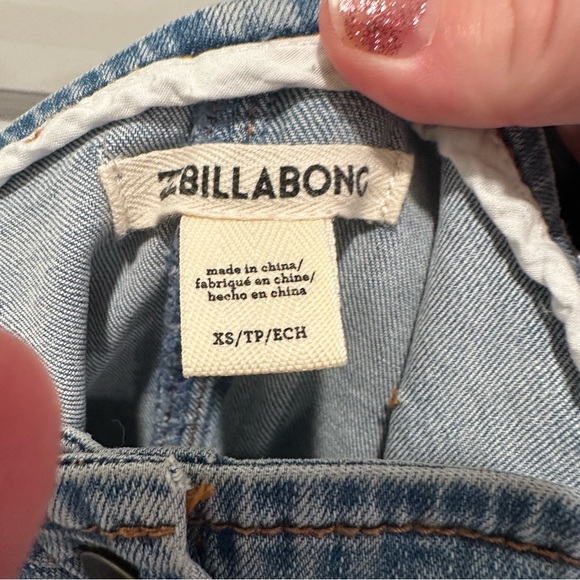 BILLABONG
made in china/
fabriqué en chine/
hecho en china
XS/TP/ECH